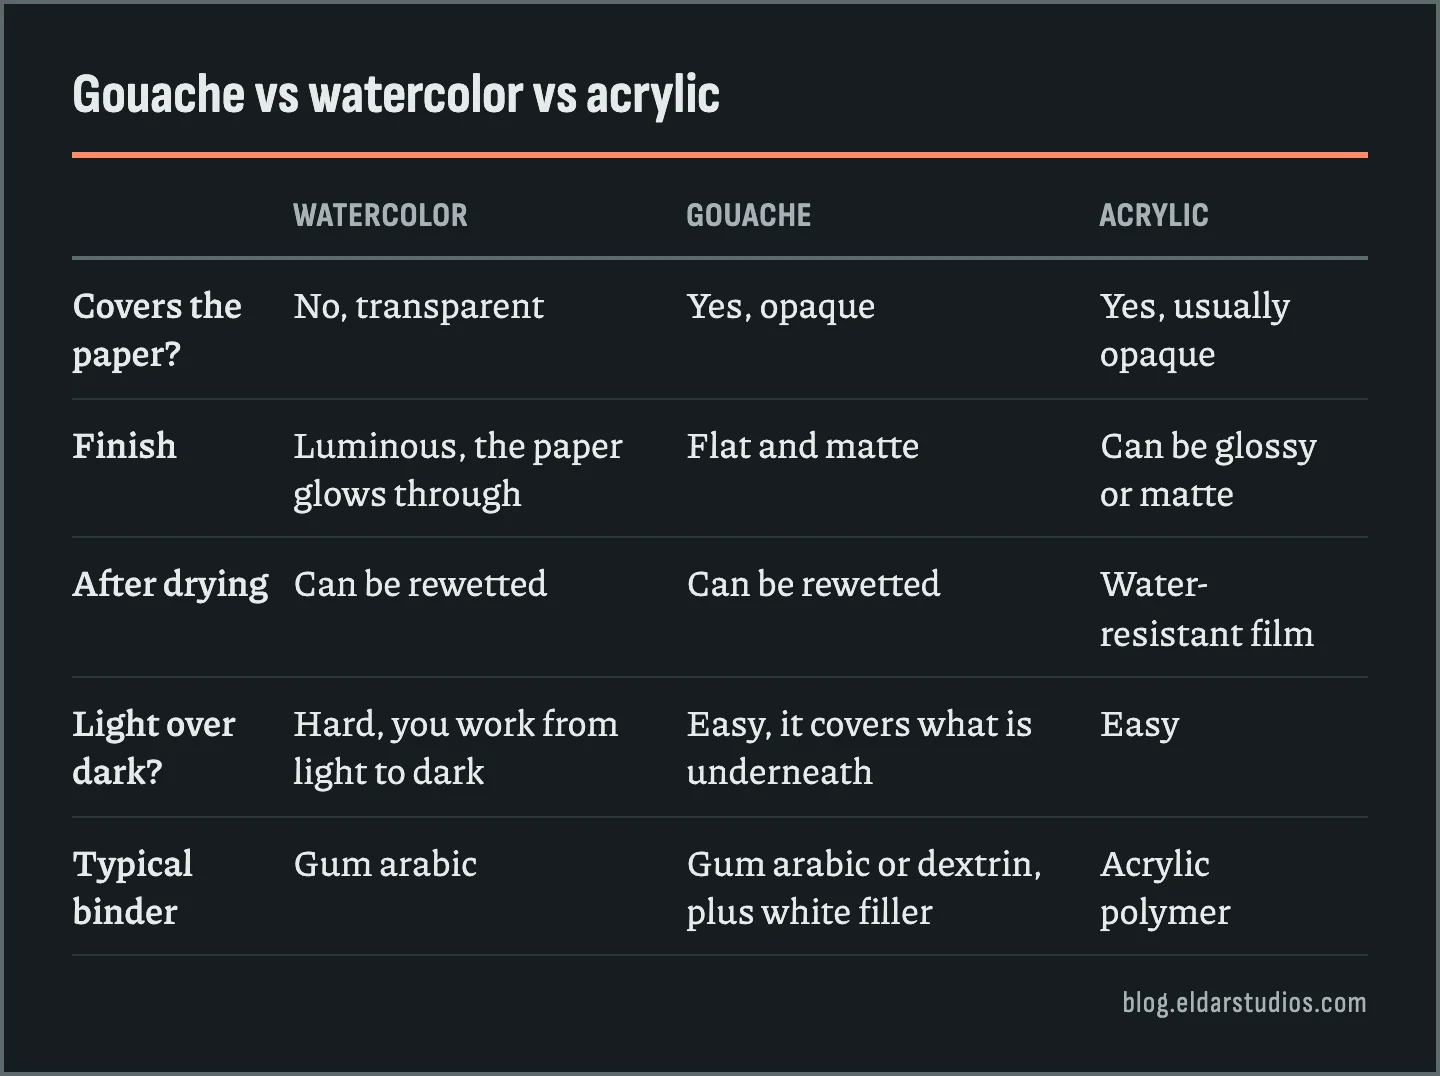 Gouache vs watercolor vs acrylic
WATERCOLOR GOUACHE ACRYLIC
Covers the No, transparent Yes, opaque Yes, usually
paper? opaque
Finish Luminous, the paper Flat and matte Can be glossy
glows through or matte
After drying Can be rewetted Can be rewetted Water-
resistant film
Light over Hard, you work from Easy, it covers what is Easy
dark? light to dark underneath
Typical Gum arabic Gum arabic or dextrin, Acrylic
binder plus white filler polymer
blog.eldarstudios.com